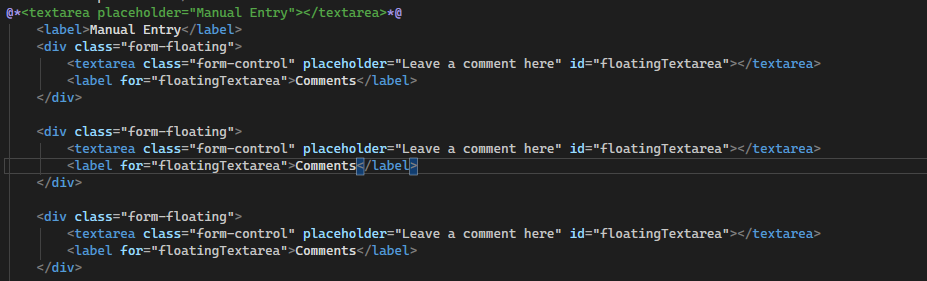 @*<textarea placeholder="Manual Entry"></textarea>*@
<label>Manual Entry</label>
<div class="form-floating">
<textarea class="form-control" placeholder="Leave a comment here" id="floatingTextarea"></textarea>
<label for="floatingTextarea">Comments</label>
</div>
<div class="form-floating">
<textarea class="form-control" placeholder="Leave a comment here" id="floatingTextarea"></textarea>
<label for="floatingTextarea">Comments</label>
</div>
<div class="form-floating">
<textarea class="form-control" placeholder="Leave a comment here" id="floatingTextarea"></textarea>
<label for="floatingTextarea">Comments</label>
</div>